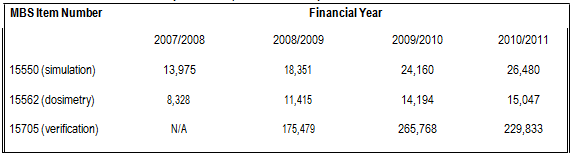 MBS Item Number Financial Year
2007/2008 2008/2009 2009/2010 2010/2011
15550 (simulation) 13,975 18,351 24,160 26,480
15562 (dosimetry) 8,328 11,415 14,194 15,047
15705 (verification) N/A 175,479 265,768 229,833